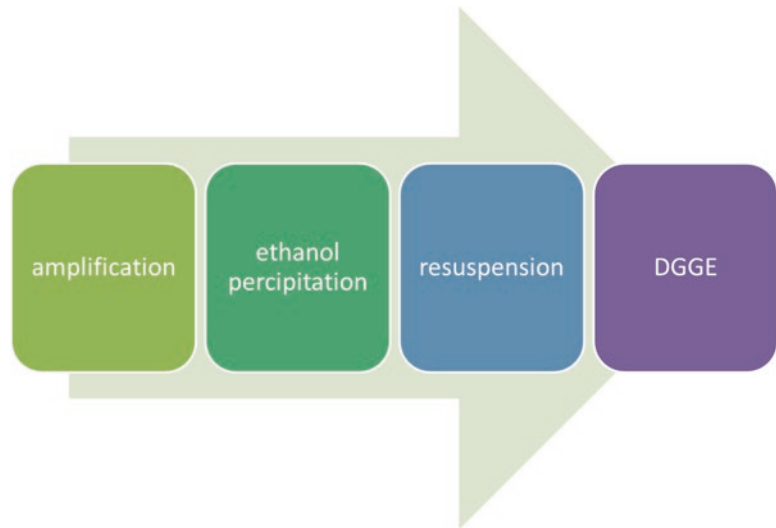 amplification
ethanol
percipitation
resuspension
DGGE